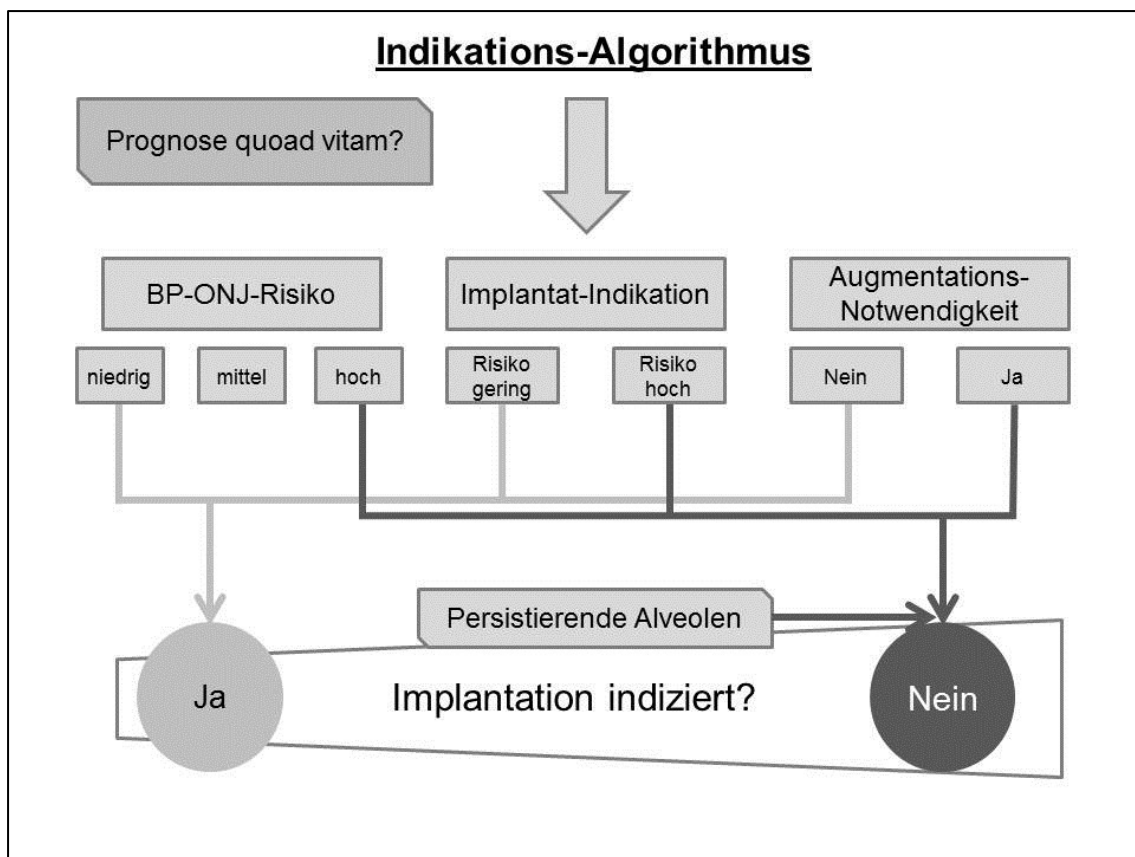 Indikations-Algorithmus
Prognose quoad vitam?
BP-ONJ-Risiko
niedrig
mittel
hoch
Implantat-Indikation
Risiko
gering
Risiko
hoch
Augmentations-
Notwendigkeit
Nein
Ja
Persistierende Alveolen
Ja
Implantation indiziert?
Nein